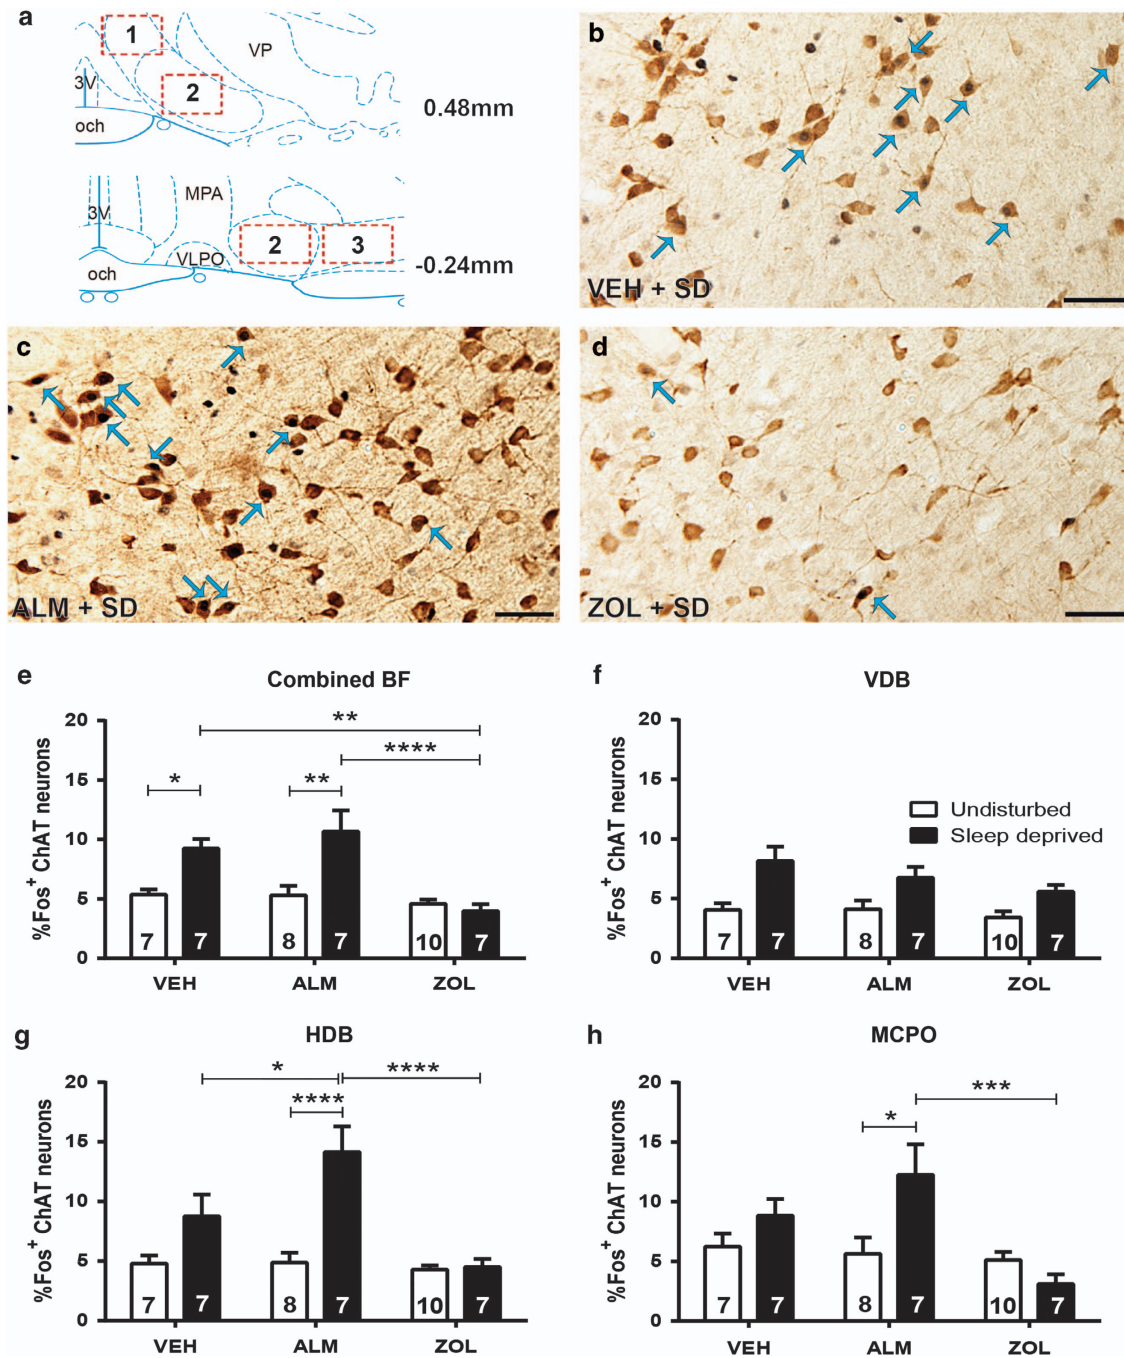 a
1
VP
2
3V
och
0.48mm
MPA
3V
2
3
VLPO
och
-0.24mm
b
VEH + SD
c
ALM + SD
d
ZOL + SD
e
Combined BF
%Fos+ ChAT neurons
20
15
10
5
0
**
****
*
**
7
7
8
7
10
7
VEH
ALM
ZOL
f
VDB
%Fos+ ChAT neurons
20
15
10
5
0
Undisturbed
Sleep deprived
7
7
8
7
10
7
VEH
ALM
ZOL
g
HDB
%Fos+ ChAT neurons
20
15
10
5
0
*
****
****
7
7
8
7
10
7
VEH
ALM
ZOL
h
MCPO
%Fos+ ChAT neurons
20
15
10
5
0
***
*
7
7
8
7
10
7
VEH
ALM
ZOL